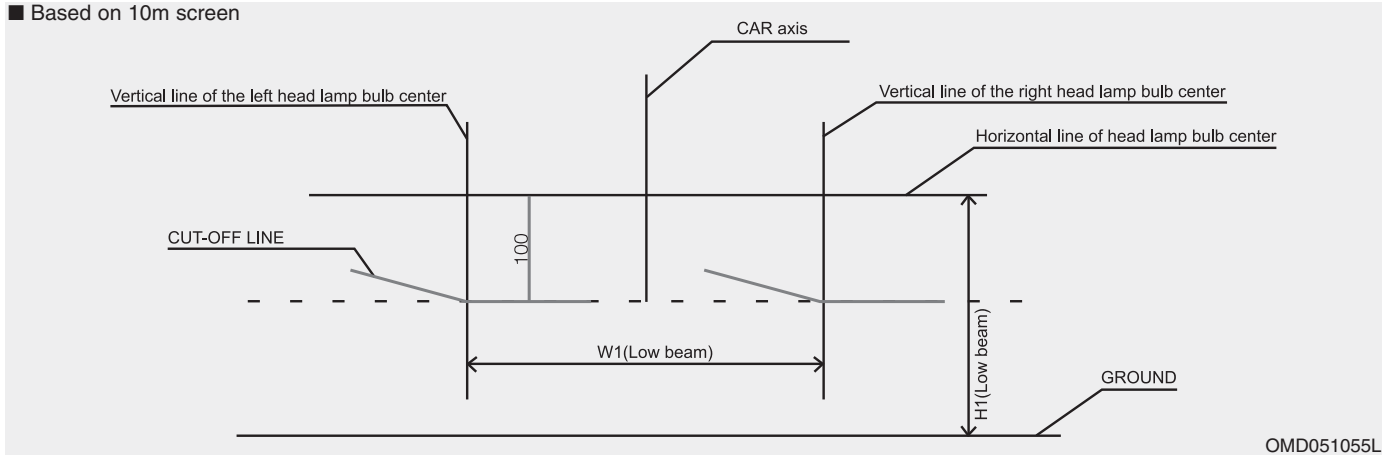 ■ Based on 10m screen
CAR axis
Vertical line of the left head lamp bulb center
Vertical line of the right head lamp bulb center
Horizontal line of head lamp bulb center
CUT-OFF LINE
100
W1(Low beam)
H1(Low beam)
GROUND
OMD051055L